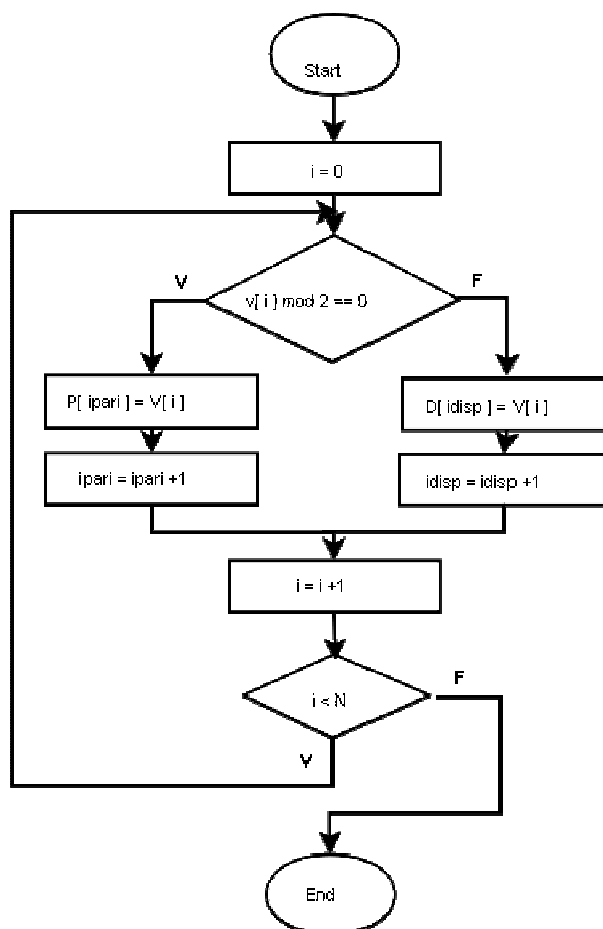 Start
i = 0
v[ i ] mod 2 == 0
V
F
P[ ipari ] = V[ i ]
D[ idisp ] = V[ i ]
ipari = ipari +1
idisp = idisp +1
i = i +1
i < N
F
V
End